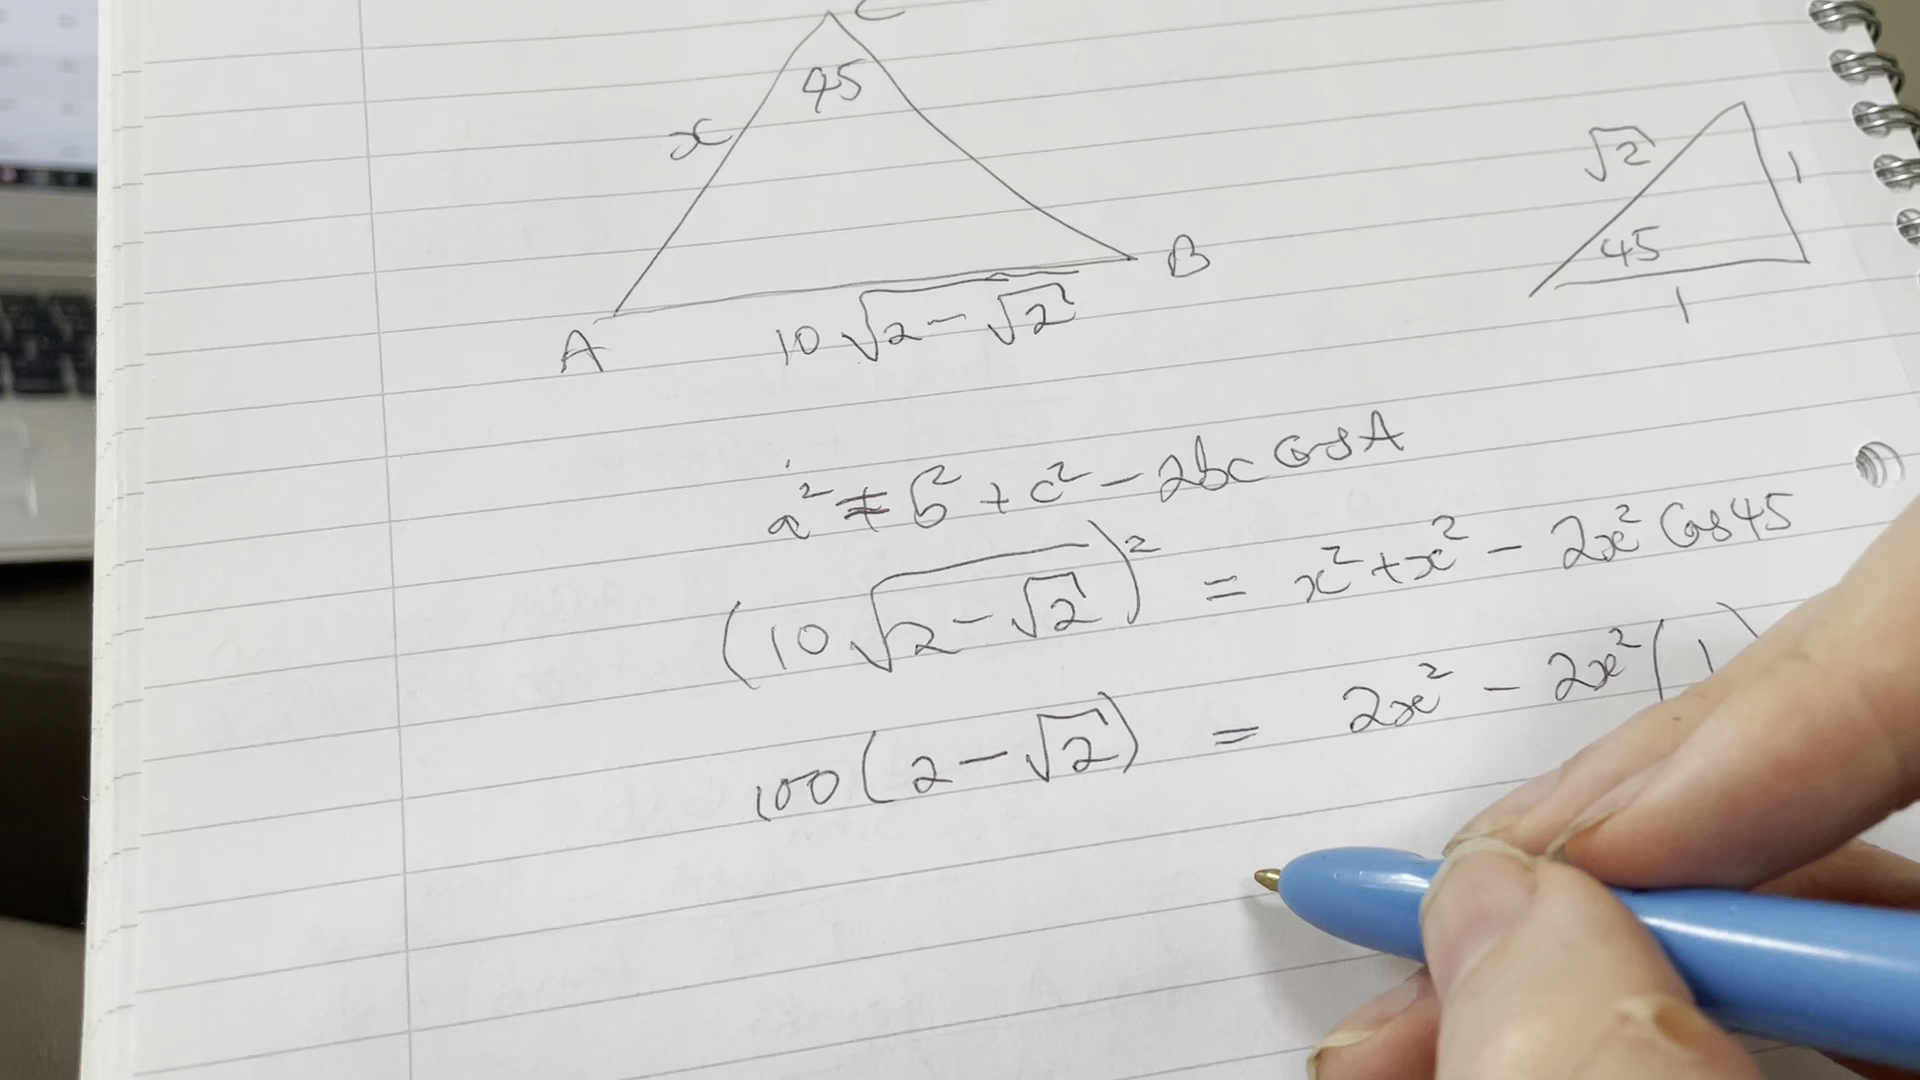 C
45
x
A
B
10√(2-√2)
√2
1
45
1
a² ≠ b² + c² - 2bc Cos A
(10√(2-√2))² = x² + x² - 2x² Cos 45
100(2-√2) = 2x² - 2x²(1)